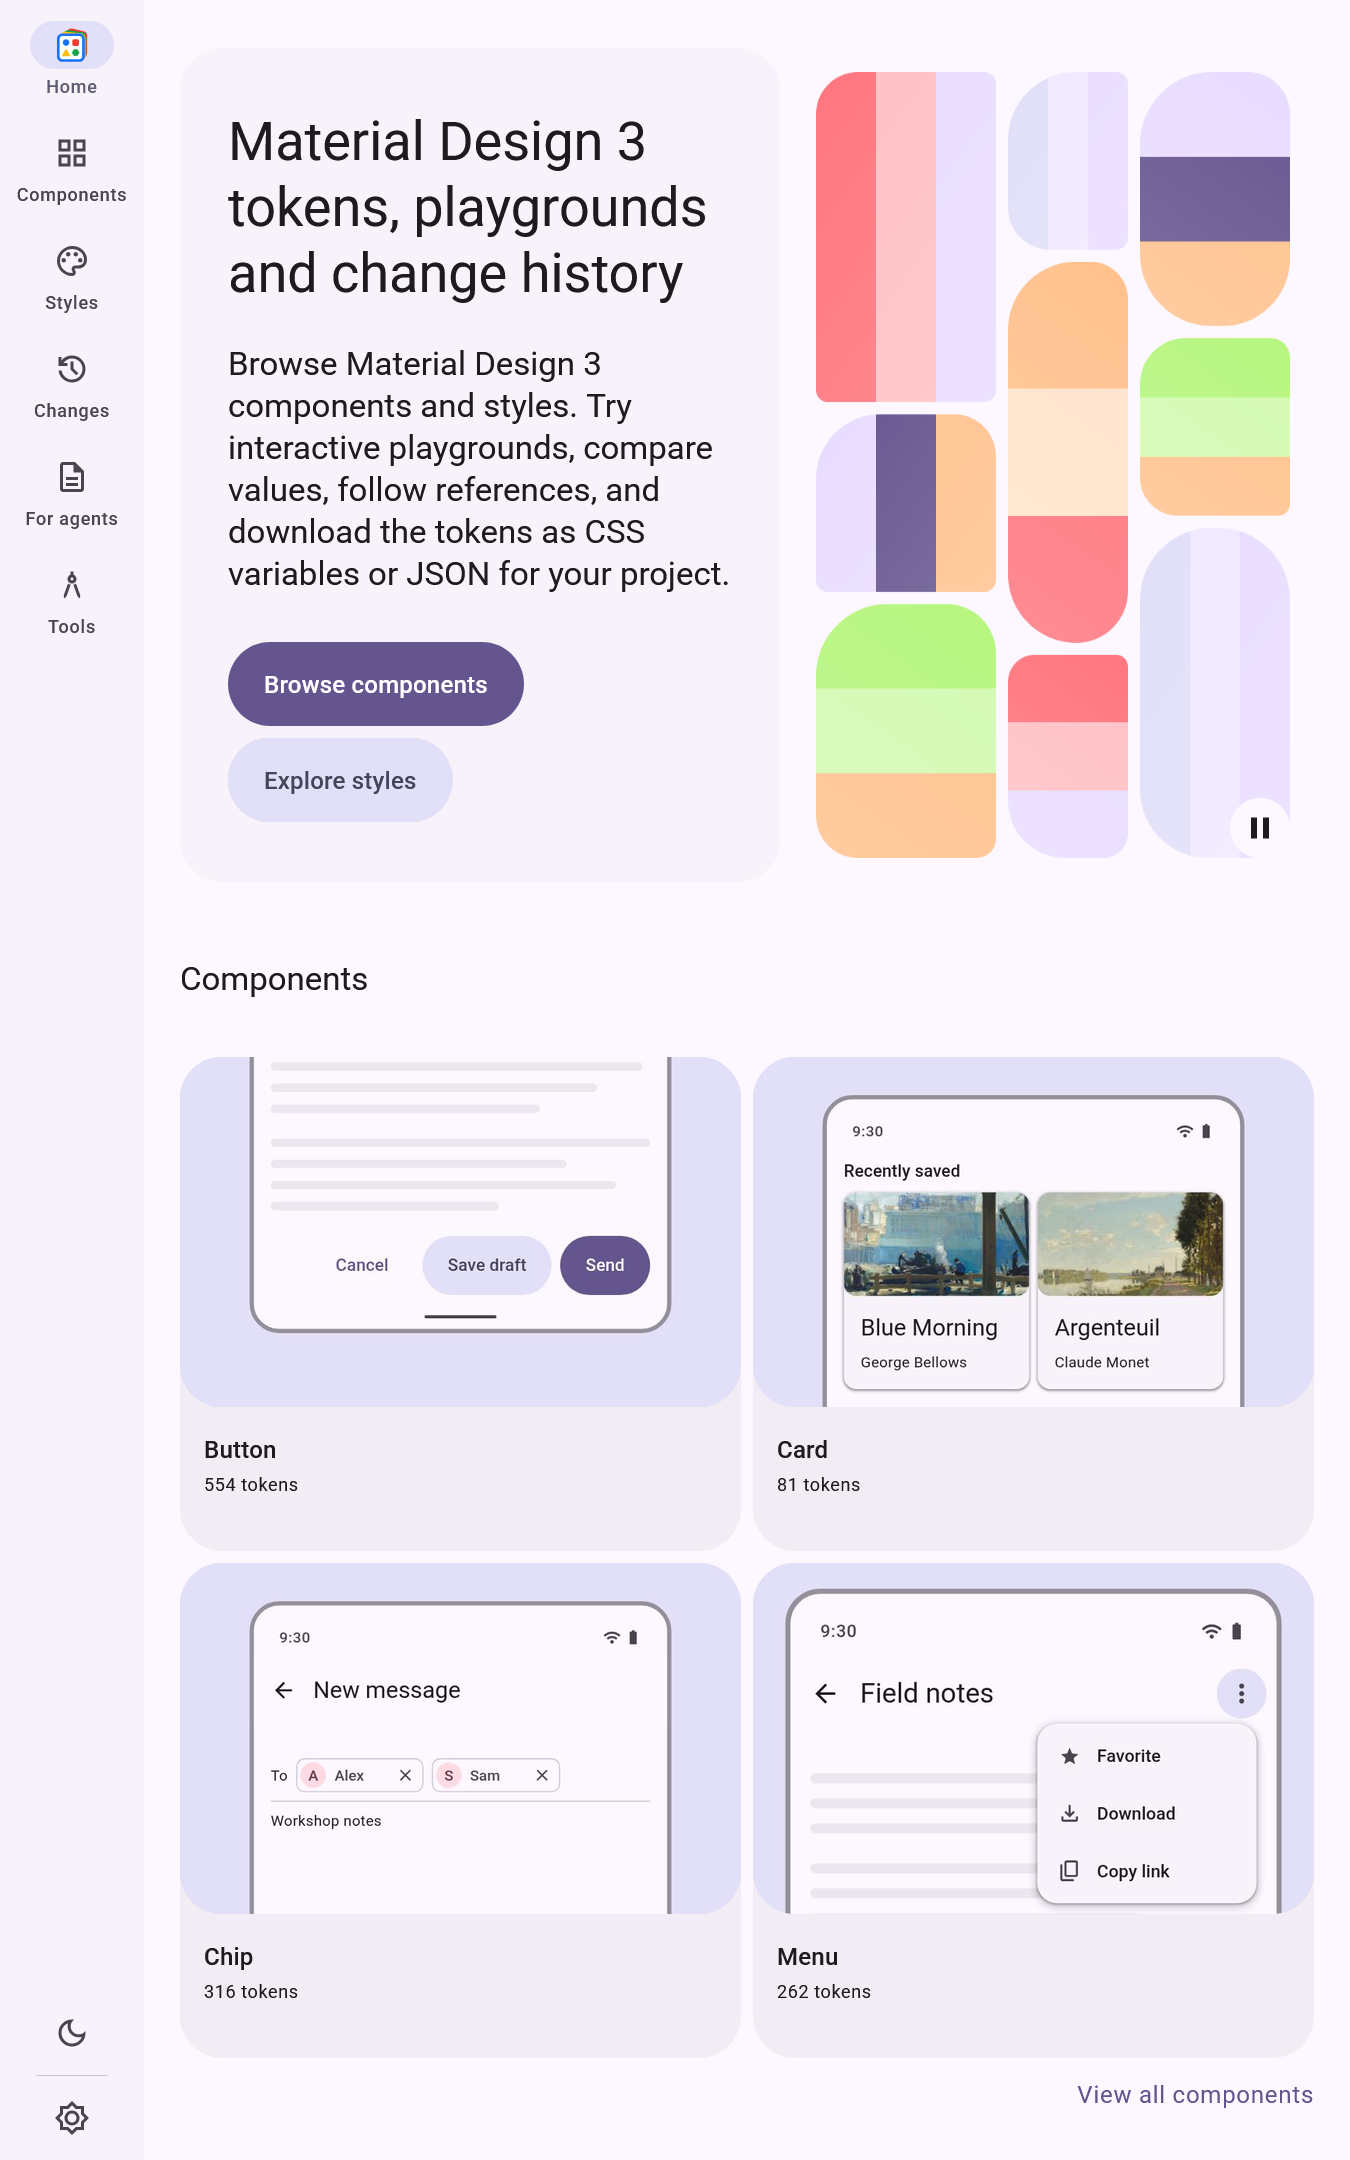 Home
Components
Styles
Changes
For agents
Tools
Material Design 3
tokens, playgrounds
and change history
Browse Material Design 3
components and styles. Try
interactive playgrounds, compare
values, follow references, and
download the tokens as CSS
variables or JSON for your project.
Browse components
Explore styles
Components
Cancel
Save draft
Send
Button
554 tokens
9:30
Recently saved
Blue Morning
George Bellows
Argenteuil
Claude Monet
Card
81 tokens
9:30
New message
To
A
Alex
S
Sam
Workshop notes
Chip
316 tokens
9:30
Field notes
Favorite
Download
Copy link
Menu
262 tokens
View all components